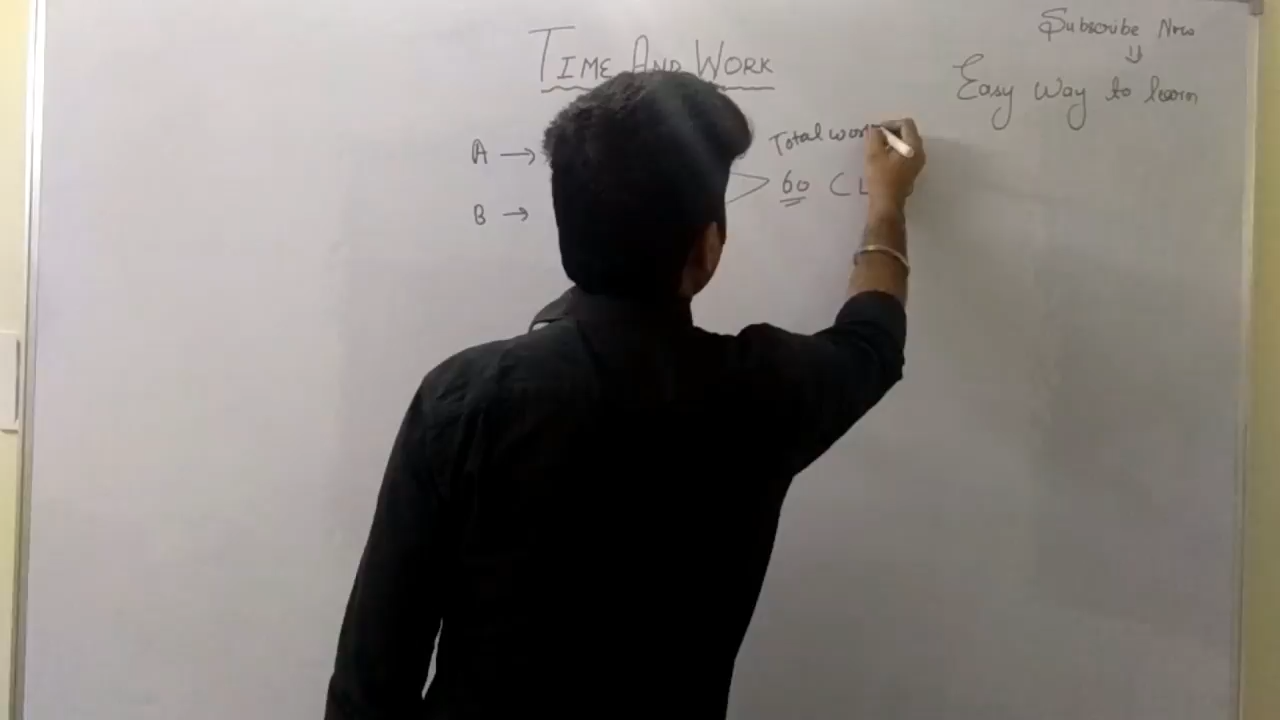 Subscribe Now
⇓
TIME AND WORK
Easy Way to learn
Total work
A →
60 (L
B →